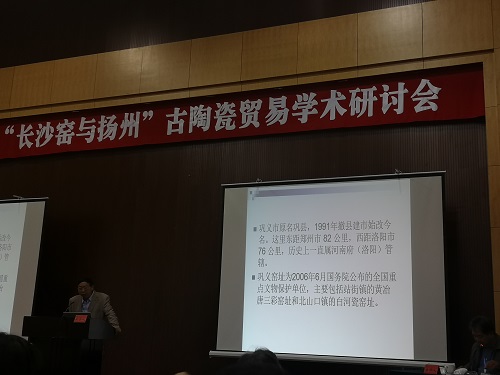 “长沙窑与扬州”古陶瓷贸易学术研讨会
巩义市原名巩县，1991年撤县建市始改今
名。这里东距郑州市 82 公里，西距洛阳市
76 公里，历史上一直属河南府（洛阳）管
辖。
巩义窑址为2006年6月国务院公布的全国重
点文物保护单位，主要包括站街镇的黄冶
唐三彩窑址和北山口镇的白河瓷窑址。